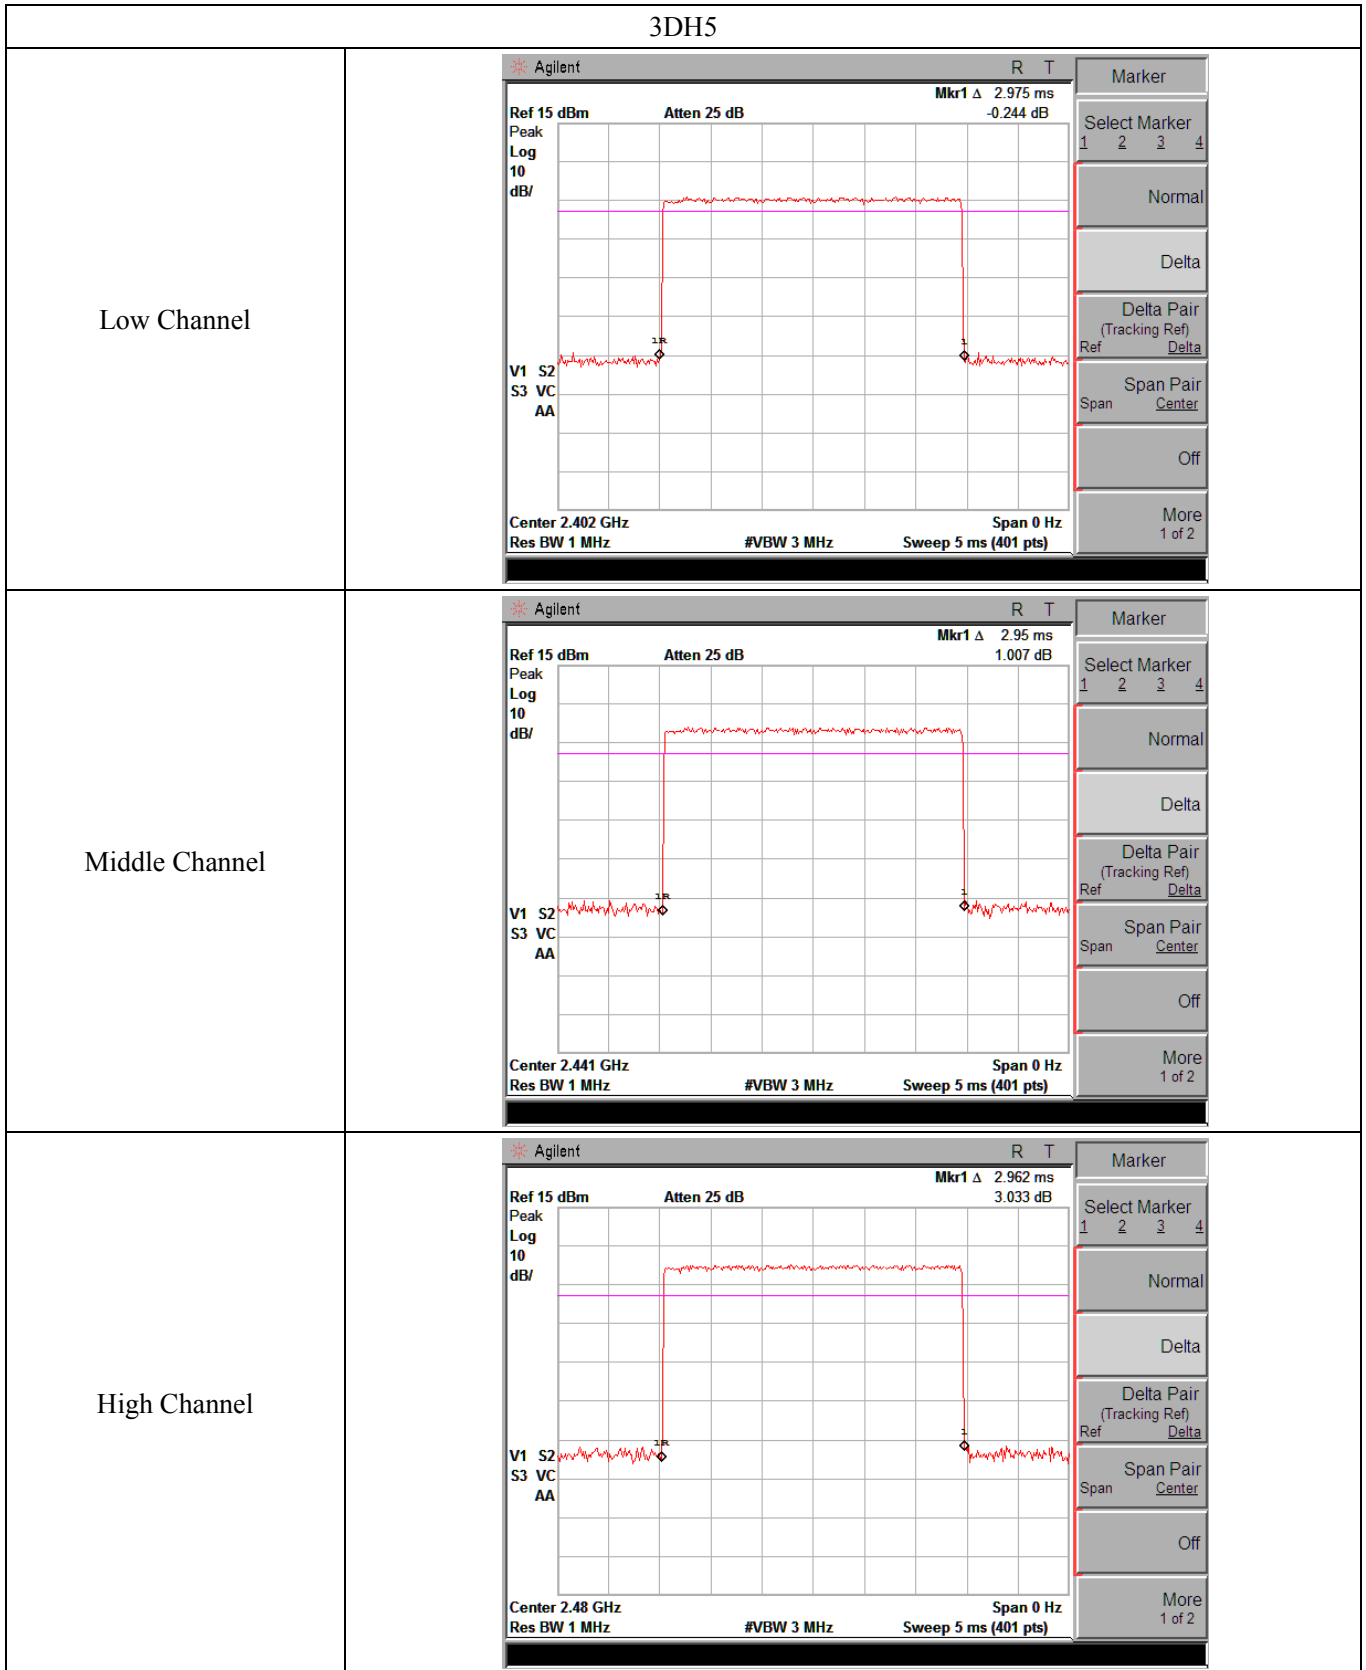 3DH5
Low Channel
Agilent R T
Mkr1 Δ 2.975 ms
Ref 15 dBm Atten 25 dB -0.244 dB
Peak
Log
10
dB/
1R 1
V1 S2
S3 VC
AA
Center 2.402 GHz Span 0 Hz
Res BW 1 MHz #VBW 3 MHz Sweep 5 ms (401 pts)
Marker
Select Marker
1 2 3 4
Normal
Delta
Delta Pair
(Tracking Ref)
Ref Delta
Span Pair
Span Center
Off
More
1 of 2
Middle Channel
Agilent R T
Mkr1 Δ 2.95 ms
Ref 15 dBm Atten 25 dB 1.007 dB
Peak
Log
10
dB/
1R 1
V1 S2
S3 VC
AA
Center 2.441 GHz Span 0 Hz
Res BW 1 MHz #VBW 3 MHz Sweep 5 ms (401 pts)
Marker
Select Marker
1 2 3 4
Normal
Delta
Delta Pair
(Tracking Ref)
Ref Delta
Span Pair
Span Center
Off
More
1 of 2
High Channel
Agilent R T
Mkr1 Δ 2.962 ms
Ref 15 dBm Atten 25 dB 3.033 dB
Peak
Log
10
dB/
1R 1
V1 S2
S3 VC
AA
Center 2.48 GHz Span 0 Hz
Res BW 1 MHz #VBW 3 MHz Sweep 5 ms (401 pts)
Marker
Select Marker
1 2 3 4
Normal
Delta
Delta Pair
(Tracking Ref)
Ref Delta
Span Pair
Span Center
Off
More
1 of 2